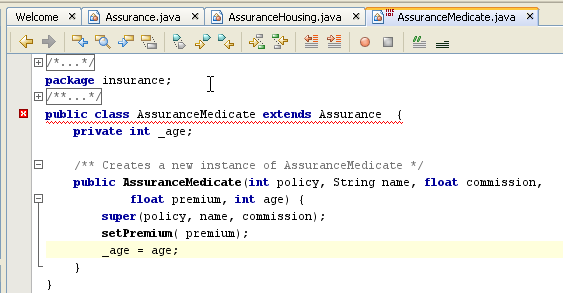 Welcome Assurance.java AssuranceHousing.java AssuranceMedicate.java
/*...*/
package insurance;
/**...*/
public class AssuranceMedicate extends Assurance {
private int _age;
/** Creates a new instance of AssuranceMedicate */
public AssuranceMedicate(int policy, String name, float commission,
float premium, int age) {
super(policy, name, commission);
setPremium( premium);
_age = age;
}
}